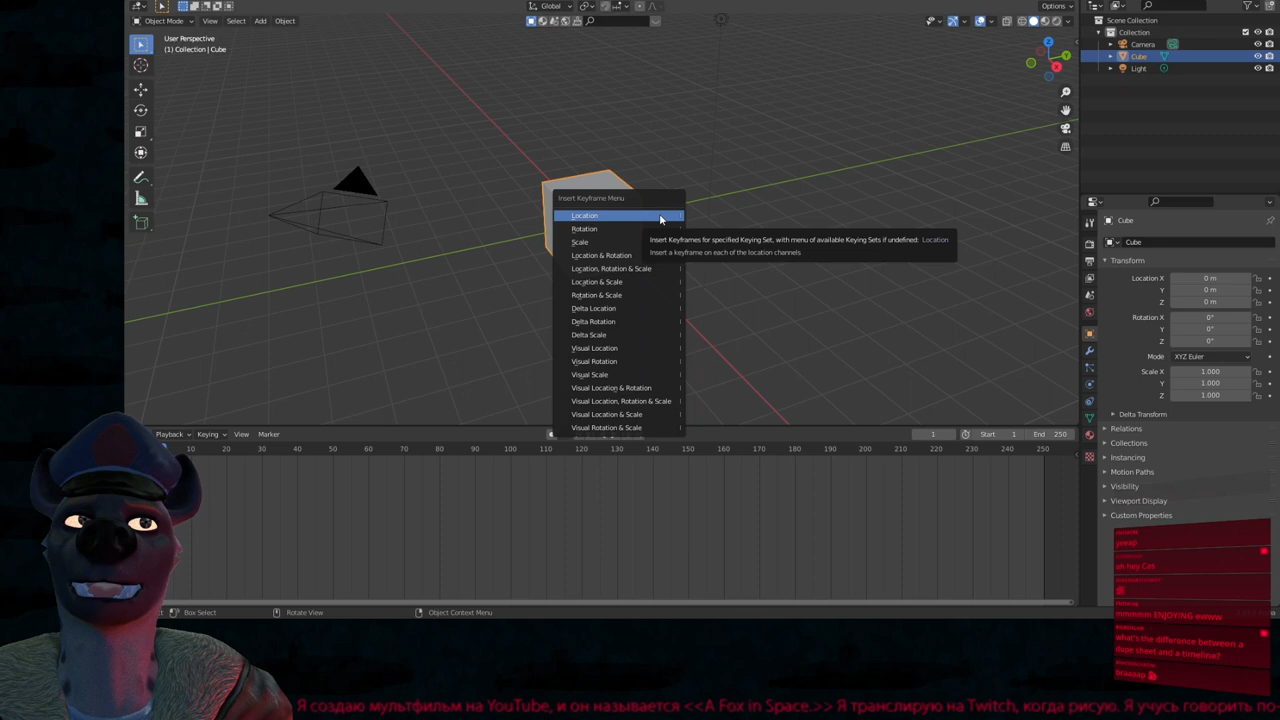 Global
Options
Object Mode
View
Select
Add
Object
User Perspective
(1) Collection | Cube
Z
Y
X
Insert Keyframe Menu
Location I
Rotation I
Scale I
Location & Rotation I
Location, Rotation & Scale I
Location & Scale I
Rotation & Scale I
Delta Location I
Delta Rotation I
Delta Scale I
Visual Location I
Visual Rotation I
Visual Scale I
Visual Location & Rotation I
Visual Location, Rotation & Scale I
Visual Location & Scale I
Visual Rotation & Scale I
Insert Keyframes for specified Keying Set, with menu of available Keying Sets if undefined: Location
Insert a keyframe on each of the location channels
Scene Collection
Collection
Camera
Cube
Light
Cube
Cube
Transform
Location X 0 m
Y 0 m
Z 0 m
Rotation X 0°
Y 0°
Z 0°
Mode XYZ Euler
Scale X 1.000
Y 1.000
Z 1.000
Delta Transform
Relations
Collections
Instancing
Motion Paths
Visibility
Viewport Display
Custom Properties
Playback Keying View Marker
1 Start 1 End 250
10 20 30 40 50 60 70 80 90 100 110 120 130 140 150 160 170 180 190 200 210 220 230 240 250
Box Select
Rotate View
Object Context Menu
yeeap
oh hey Cas
mmmmm ENJOYING
what's the difference between a
dope sheet and a timeline?
Я создаю мультфильм на YouTube, и он называется <<A Fox in Space.>> Я транслирую на Twitch, когда рисую. Я учусь говорить по-